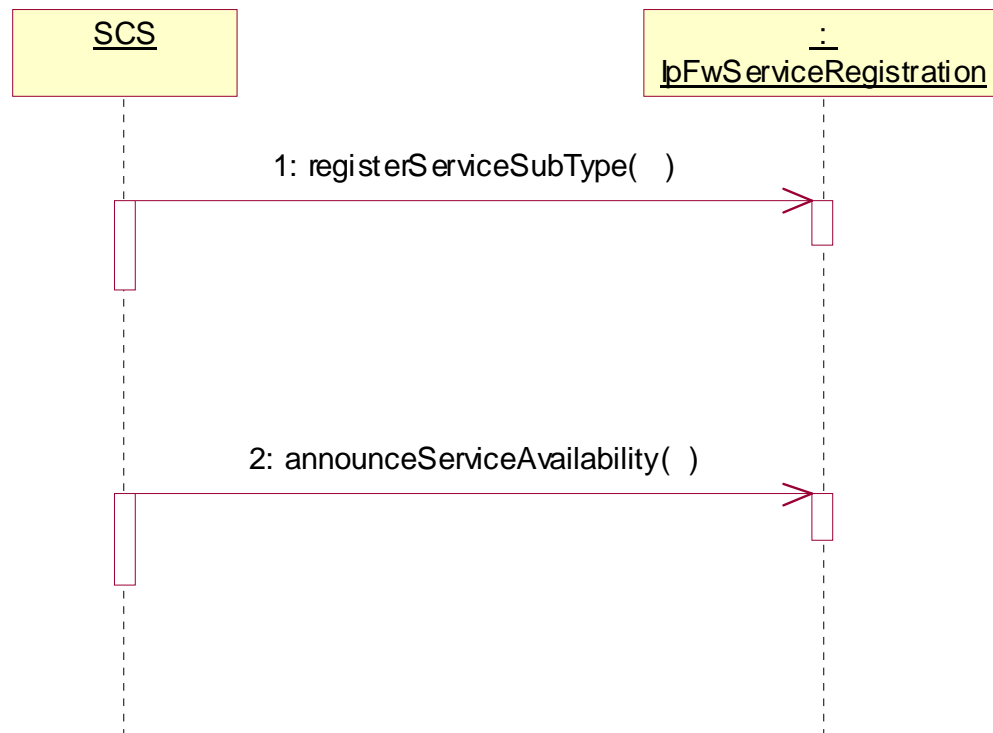 SCS
:
IpFwServiceRegistration
1: registerServiceSubType( )
2: announceServiceAvailability( )